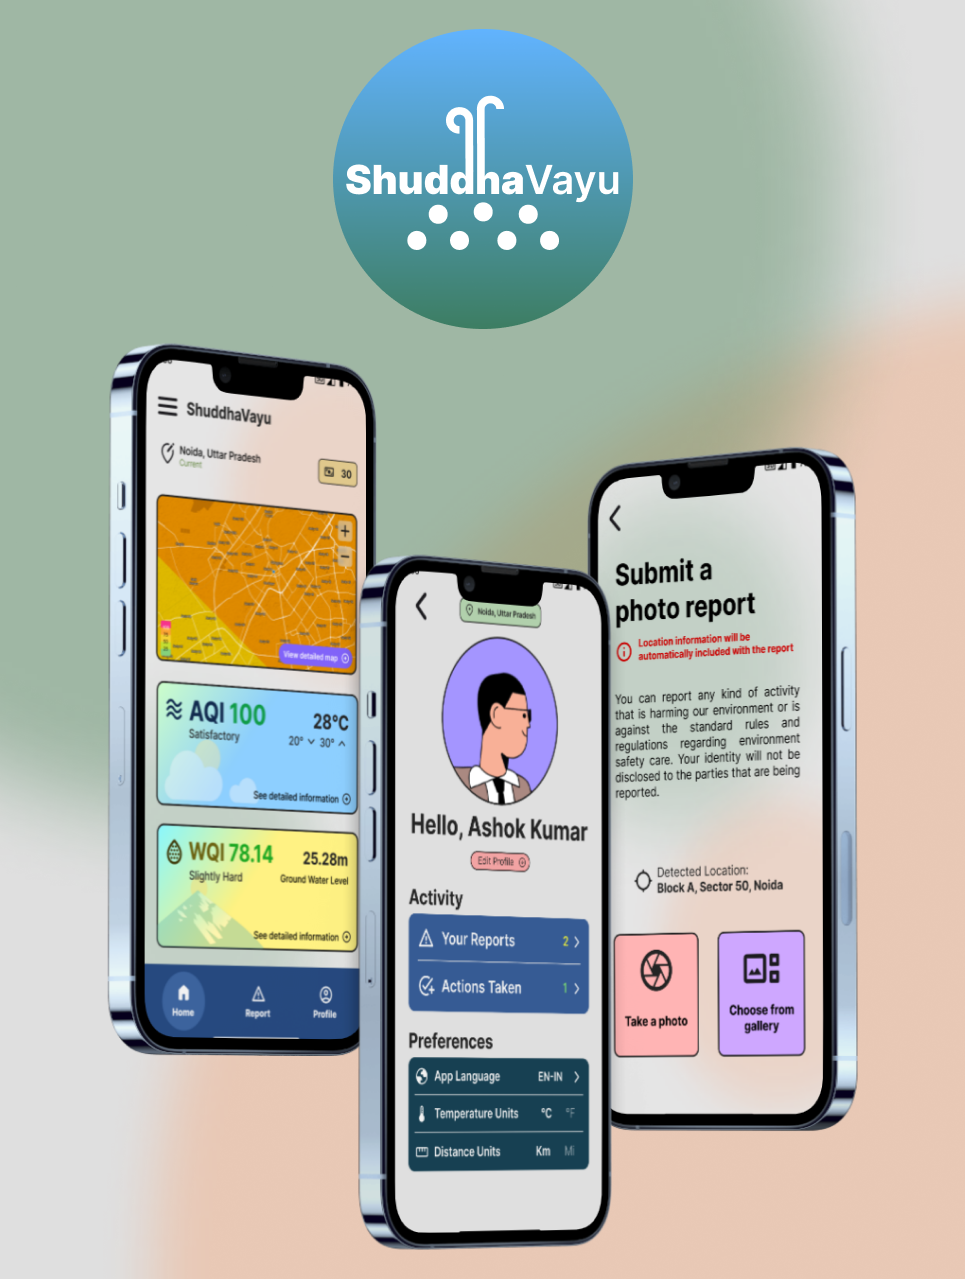 ShuddhaVayu
ShuddhaVayu
Noida, Uttar Pradesh
Current
30
+
−
View detailed map
AQI 100
Satisfactory
28°C
20° 30°
See detailed information
WQI 78.14
Slightly Hard
25.28m
Ground Water Level
See detailed information
Home
Report
Profile
Noida, Uttar Pradesh
Hello, Ashok Kumar
Edit Profile
Activity
Your Reports 2
Actions Taken 1
Preferences
App Language EN-IN
Temperature Units °C °F
Distance Units Km Mi
Submit a
photo report
Location information will be
automatically included with the report
You can report any kind of activity
that is harming our environment or is
against the standard rules and
regulations regarding environment
safety care. Your identity will not be
disclosed to the parties that are being
reported.
Detected Location:
Block A, Sector 50, Noida
Take a photo
Choose from
gallery